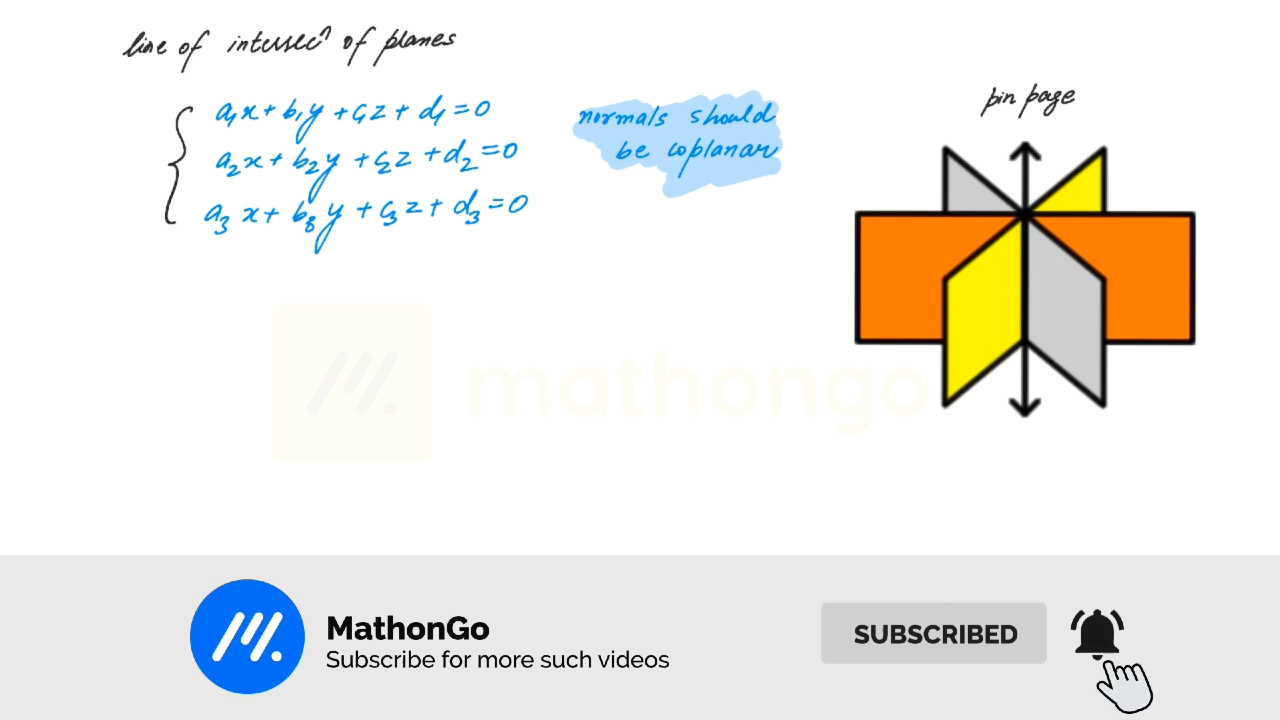 line of intersecⁿ of planes
a₁x + b₁y + c₁z + d₁ = 0
a₂x + b₂y + c₂z + d₂ = 0
a₃x + b₃y + c₃z + d₃ = 0
normals should
be coplanar
pin page
mathongo
MathonGo
Subscribe for more such videos
SUBSCRIBED